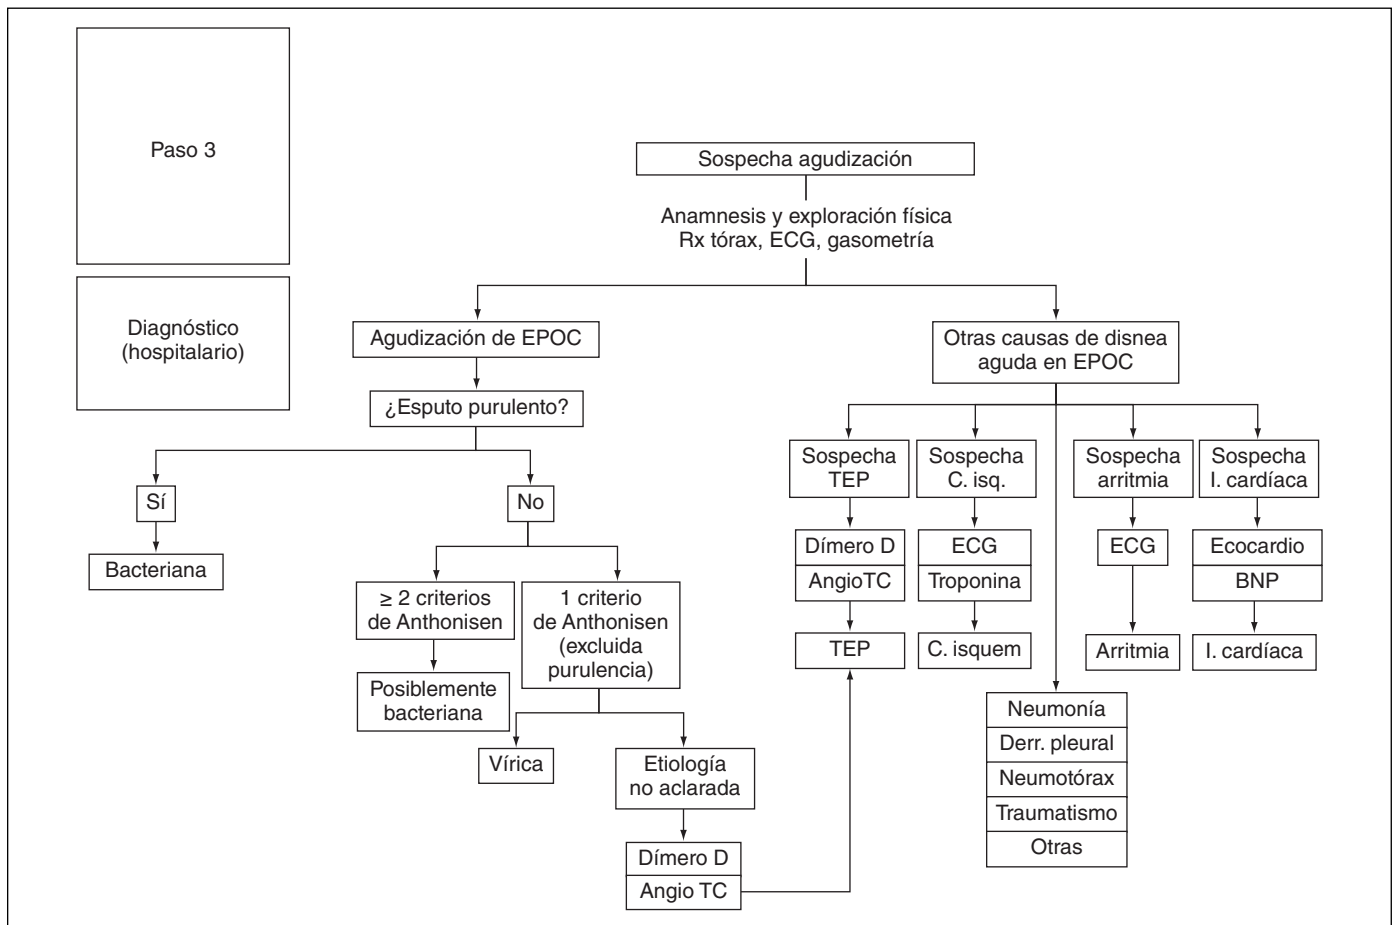 Paso 3
Diagnóstico
(hospitalario)
Sospecha agudización
Anamnesis y exploración física
Rx tórax, ECG, gasometría
Agudización de EPOC
¿Esputo purulento?
Sí
No
Bacteriana
≥ 2 criterios
de Anthonisen
Posiblemente
bacteriana
1 criterio
de Anthonisen
(excluida
purulencia)
Vírica
Etiología
no aclarada
Dímero D
Angio TC
Otras causas de disnea
aguda en EPOC
Sospecha
TEP
Dímero D
AngioTC
TEP
Sospecha
C. isq.
ECG
Troponina
C. isquem
Sospecha
arritmia
ECG
Arritmia
Sospecha
I. cardíaca
Ecocardio
BNP
I. cardíaca
Neumonía
Derr. pleural
Neumotórax
Traumatismo
Otras